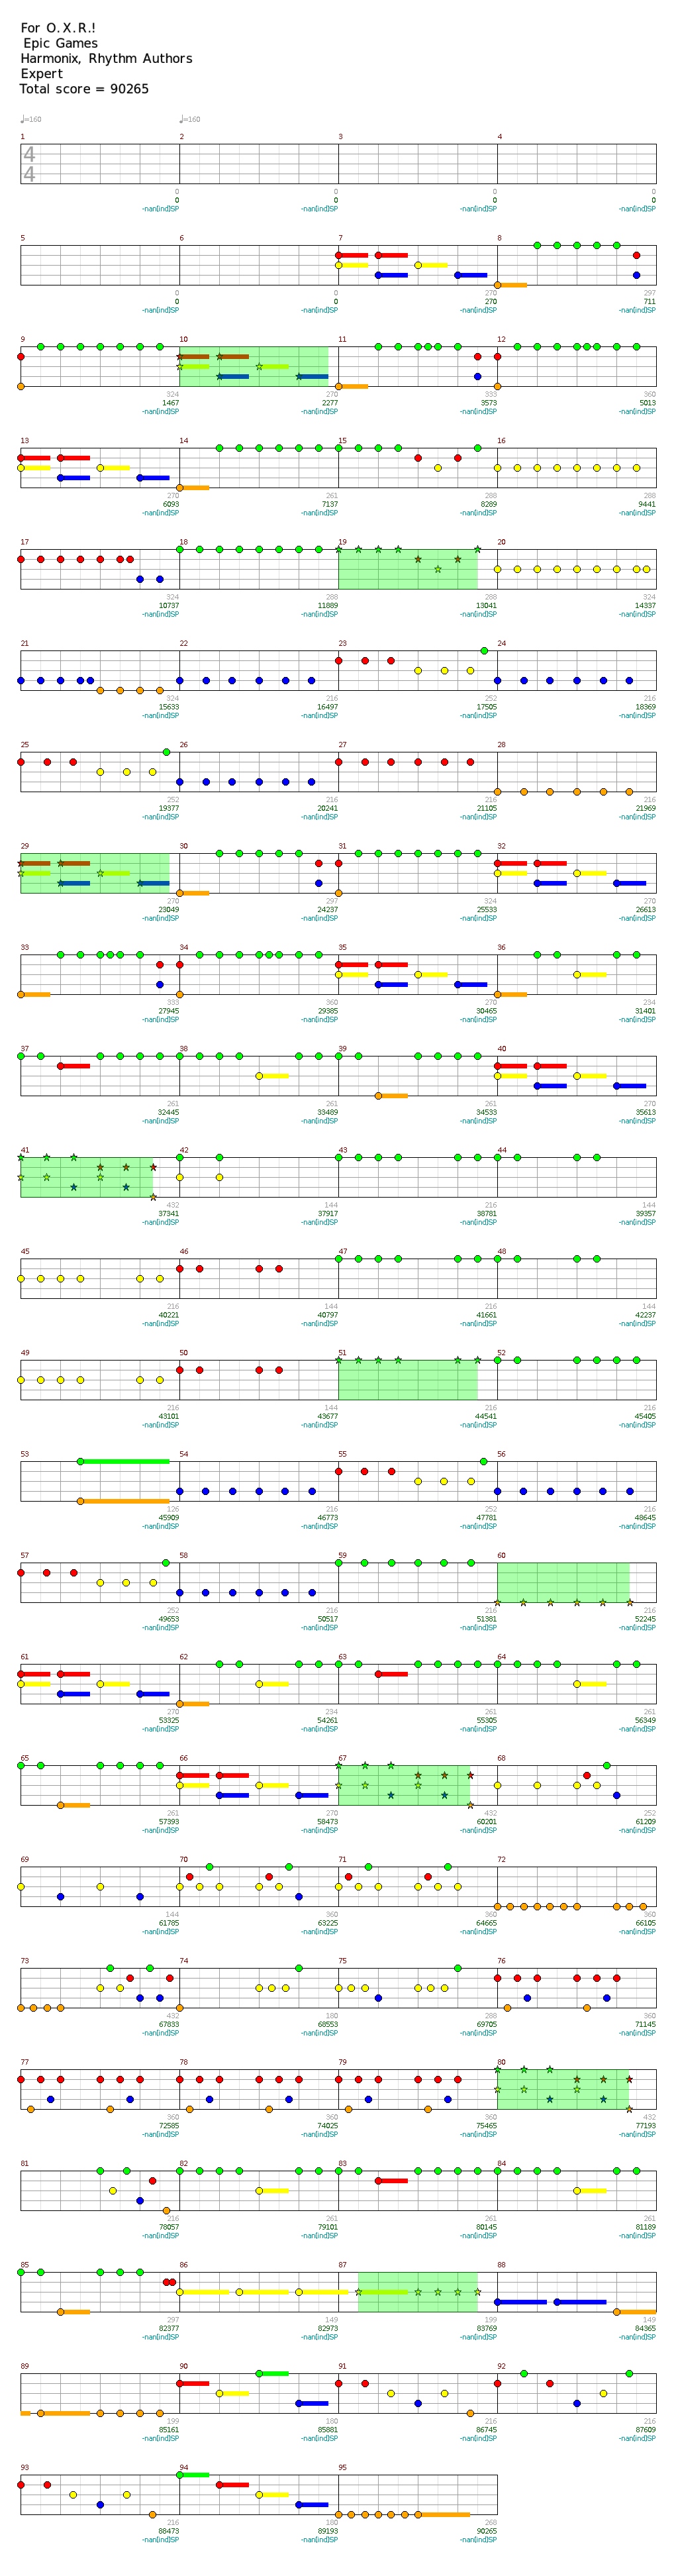 For O.X.R.!
Epic Games
Harmonix, Rhythm Authors
Expert
Total score = 90265
♩=160 ♩=160
1 2 3 4
4
4
0 0 0 0
0 0 0 0
-nan[ind]SP -nan[ind]SP -nan[ind]SP -nan[ind]SP
5 6 7 8
0 0 270 297
0 0 270 711
-nan[ind]SP -nan[ind]SP -nan[ind]SP -nan[ind]SP
9 10 11 12
324 270 333 360
1467 2277 3573 5013
-nan[ind]SP -nan[ind]SP -nan[ind]SP -nan[ind]SP
13 14 15 16
270 261 288 288
6093 7137 8289 9441
-nan[ind]SP -nan[ind]SP -nan[ind]SP -nan[ind]SP
17 18 19 20
324 288 288 324
10737 11889 13041 14337
-nan[ind]SP -nan[ind]SP -nan[ind]SP -nan[ind]SP
21 22 23 24
324 216 252 216
15633 16497 17505 18369
-nan[ind]SP -nan[ind]SP -nan[ind]SP -nan[ind]SP
25 26 27 28
252 216 216 216
19377 20241 21105 21969
-nan[ind]SP -nan[ind]SP -nan[ind]SP -nan[ind]SP
29 30 31 32
270 297 324 270
23049 24237 25533 26613
-nan[ind]SP -nan[ind]SP -nan[ind]SP -nan[ind]SP
33 34 35 36
333 360 270 234
27945 29385 30465 31401
-nan[ind]SP -nan[ind]SP -nan[ind]SP -nan[ind]SP
37 38 39 40
261 261 261 270
32445 33489 34533 35613
-nan[ind]SP -nan[ind]SP -nan[ind]SP -nan[ind]SP
41 42 43 44
432 144 216 144
37341 37917 38781 39357
-nan[ind]SP -nan[ind]SP -nan[ind]SP -nan[ind]SP
45 46 47 48
216 144 216 144
40221 40797 41661 42237
-nan[ind]SP -nan[ind]SP -nan[ind]SP -nan[ind]SP
49 50 51 52
216 144 216 216
43101 43677 44541 45405
-nan[ind]SP -nan[ind]SP -nan[ind]SP -nan[ind]SP
53 54 55 56
126 216 252 216
45909 46773 47781 48645
-nan[ind]SP -nan[ind]SP -nan[ind]SP -nan[ind]SP
57 58 59 60
252 216 216 216
49653 50517 51381 52245
-nan[ind]SP -nan[ind]SP -nan[ind]SP -nan[ind]SP
61 62 63 64
270 234 261 261
53325 54261 55305 56349
-nan[ind]SP -nan[ind]SP -nan[ind]SP -nan[ind]SP
65 66 67 68
261 270 432 252
57393 58473 60201 61209
-nan[ind]SP -nan[ind]SP -nan[ind]SP -nan[ind]SP
69 70 71 72
144 360 360 360
61785 63225 64665 66105
-nan[ind]SP -nan[ind]SP -nan[ind]SP -nan[ind]SP
73 74 75 76
432 180 288 360
67833 68553 69705 71145
-nan[ind]SP -nan[ind]SP -nan[ind]SP -nan[ind]SP
77 78 79 80
360 360 360 432
72585 74025 75465 77193
-nan[ind]SP -nan[ind]SP -nan[ind]SP -nan[ind]SP
81 82 83 84
216 261 261 261
78057 79101 80145 81189
-nan[ind]SP -nan[ind]SP -nan[ind]SP -nan[ind]SP
85 86 87 88
297 149 199 149
82377 82973 83769 84365
-nan[ind]SP -nan[ind]SP -nan[ind]SP -nan[ind]SP
89 90 91 92
199 180 216 216
85161 85881 86745 87609
-nan[ind]SP -nan[ind]SP -nan[ind]SP -nan[ind]SP
93 94 95
216 180 268
88473 89193 90265
-nan[ind]SP -nan[ind]SP -nan[ind]SP